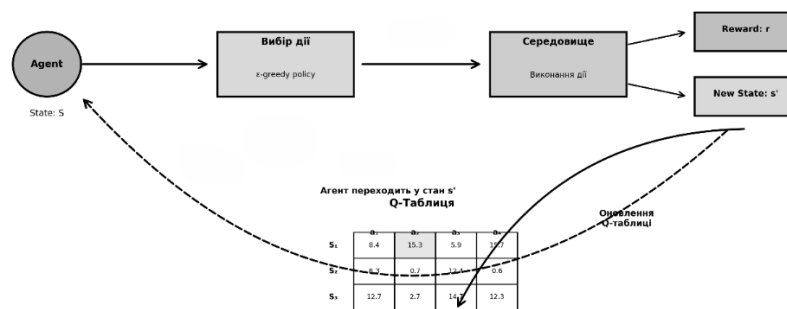 Agent
State: S
Вибір дії
ε-greedy policy
Середовище
Виконання дії
Reward: r
New State: s'
Агент переходить у стан s'
Q-Таблиця
Оновлення
Q-таблиці
a₁ a₂ a₃ a₄
S₁ 8.4 15.3 5.9
S₂ 0.7 0.6
S₃ 12.7 2.7 12.3